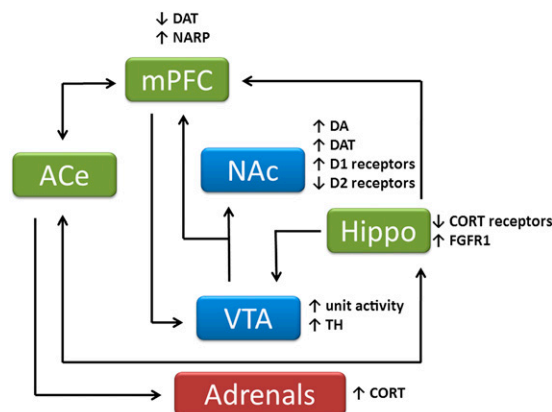 ↓ DAT
↑ NARP
mPFC
↑ DA
↑ DAT
↑ D1 receptors
↓ D2 receptors
NAc
ACe
Hippo
↓ CORT receptors
↑ FGFR1
VTA
↑ unit activity
↑ TH
Adrenals
↑ CORT